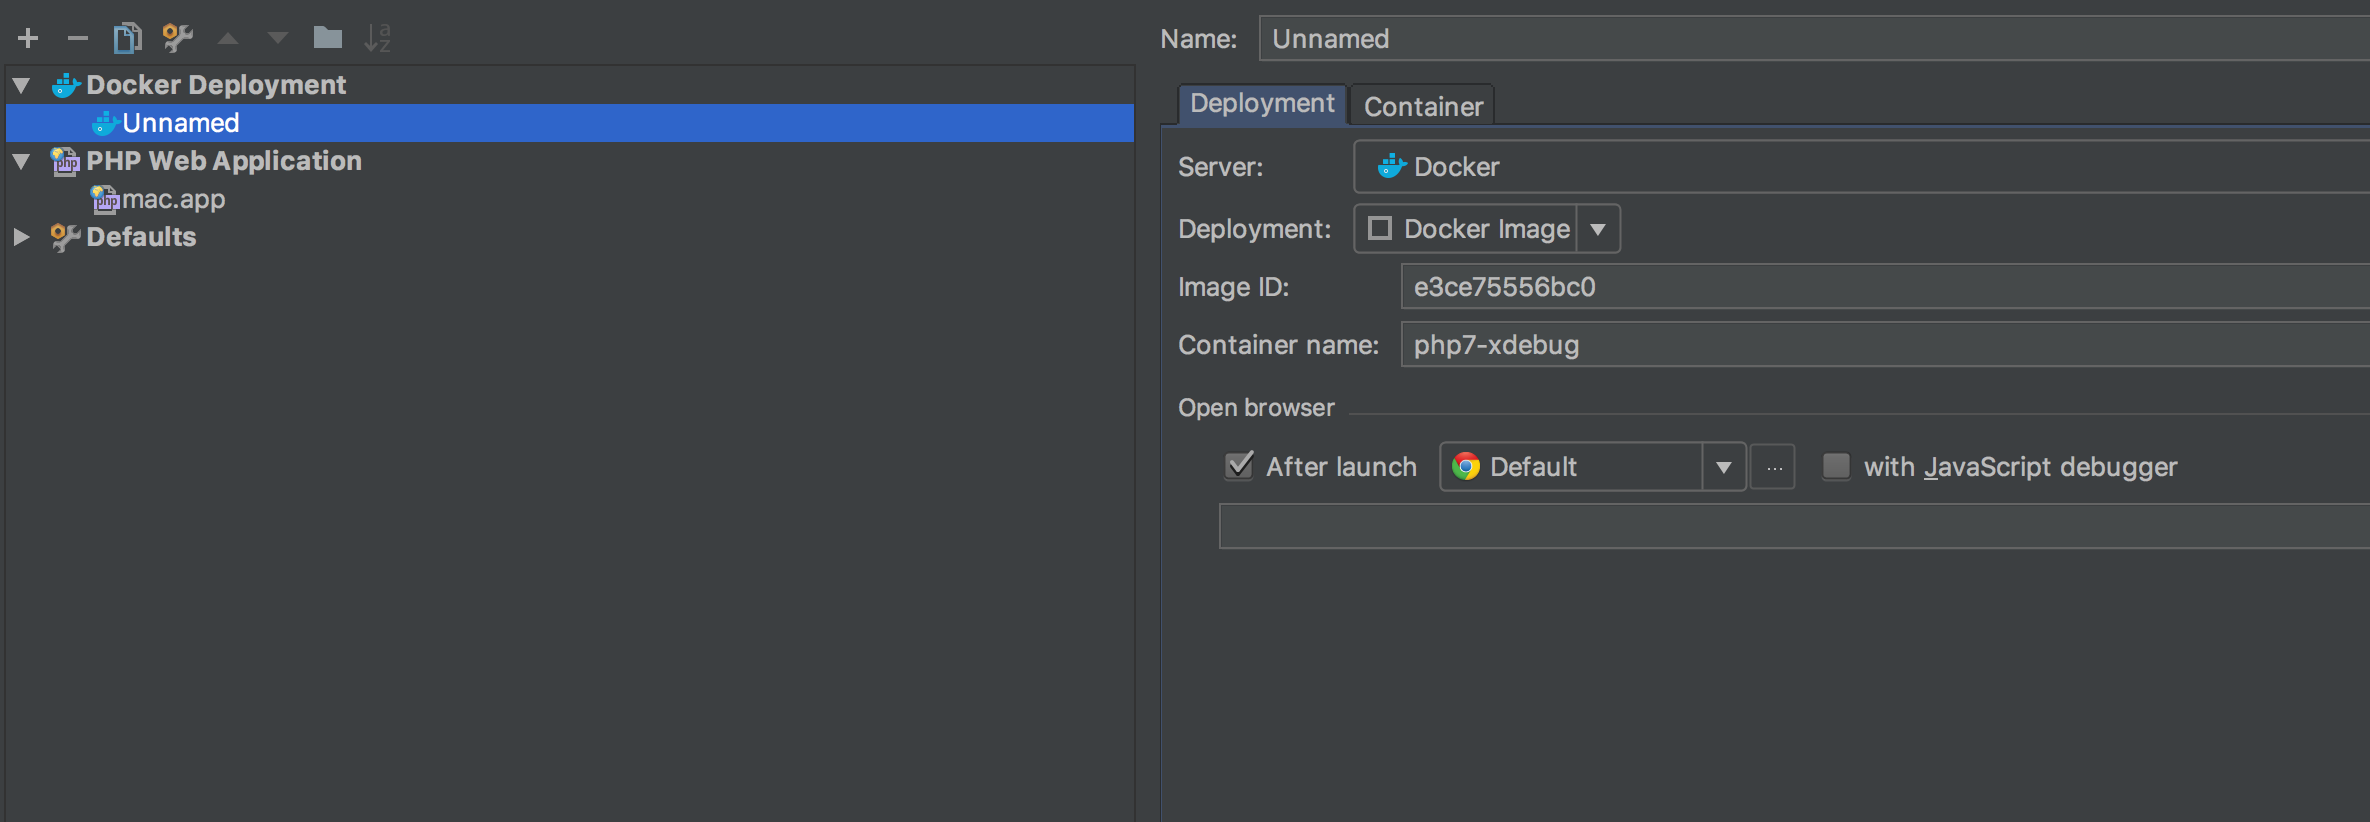 Docker Deployment
Unnamed
PHP Web Application
mac.app
Defaults
Name: Unnamed
Deployment Container
Server: Docker
Deployment: Docker Image
Image ID: e3ce75556bc0
Container name: php7-xdebug
Open browser
After launch Default ... with JavaScript debugger